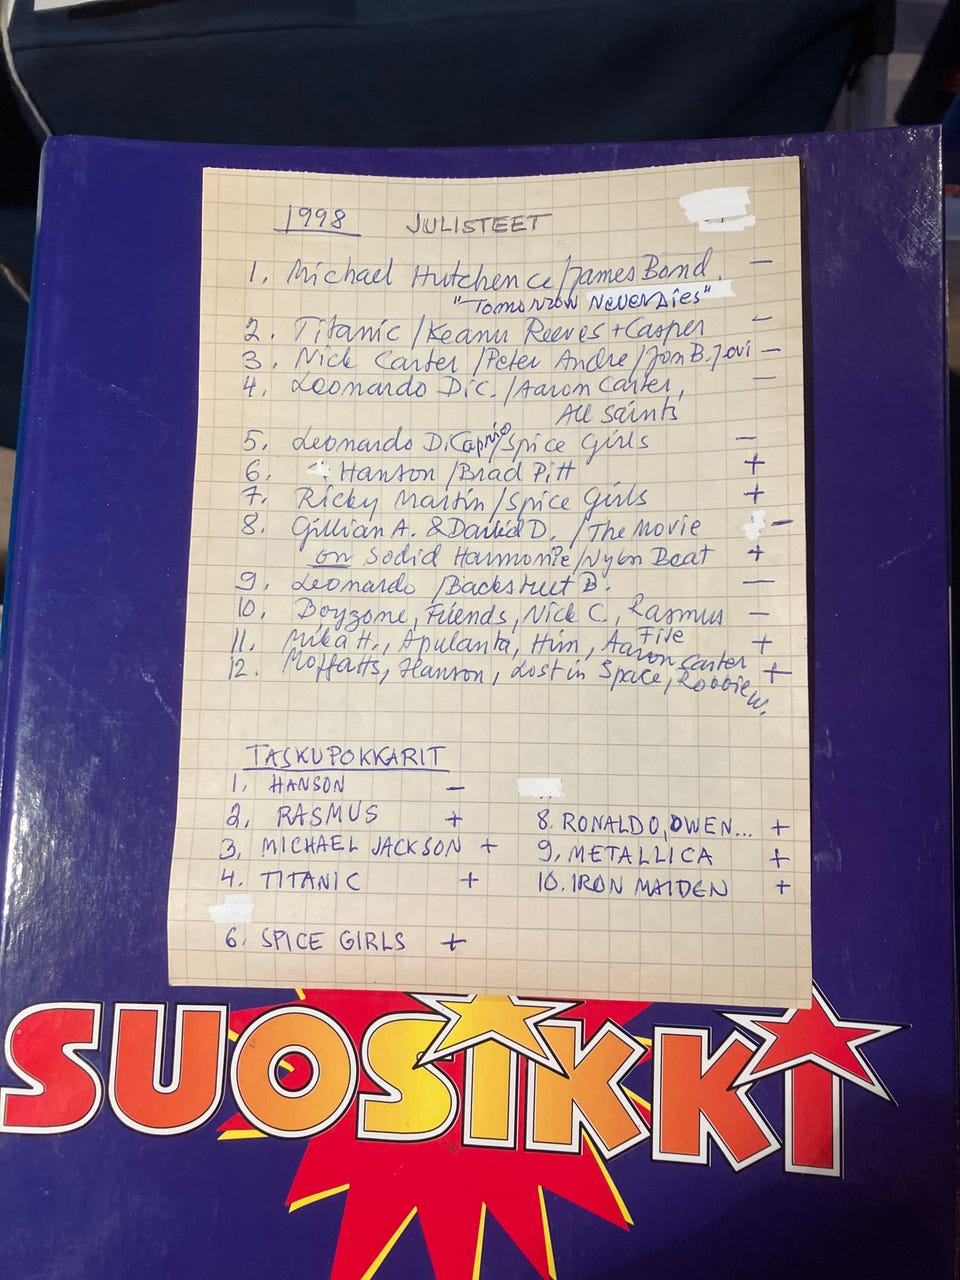 1998 JULISTEET
1. Michael Hutchence/James Bond. —
"Tomorrow Never Dies"
2. Titanic/Keanu Reeves+Casper —
3. Nick Carter/Peter Andre/Jon B. Jovi —
4. Leonardo Dic./Aaron Carter, —
All Saints
5. Leonardo DiCaprio/Spice Girls —
6. Hanson/Brad Pitt +
7. Ricky Martin/Spice Girls +
8. Gillian A. & David D. / The Movie —
on Sodid Harmonie/Nylon Beat +
9. Leonardo/Backstreet B. —
10. Boyzone, Friends, Nick C., Rasmus —
11. Mika H., Apulanta, Him, Aaron Carter +
File
12. Moffatts, Hanson, Lost in Space, Robbie W. +
TASKUPOKKARIT
1. HANSON —
2. RASMUS + 8. RONALDO, OWEN... +
3. MICHAEL JACKSON + 9. METALLICA +
4. TITANIC + 10. IRON MAIDEN +
6. SPICE GIRLS +
SUOSIKKI